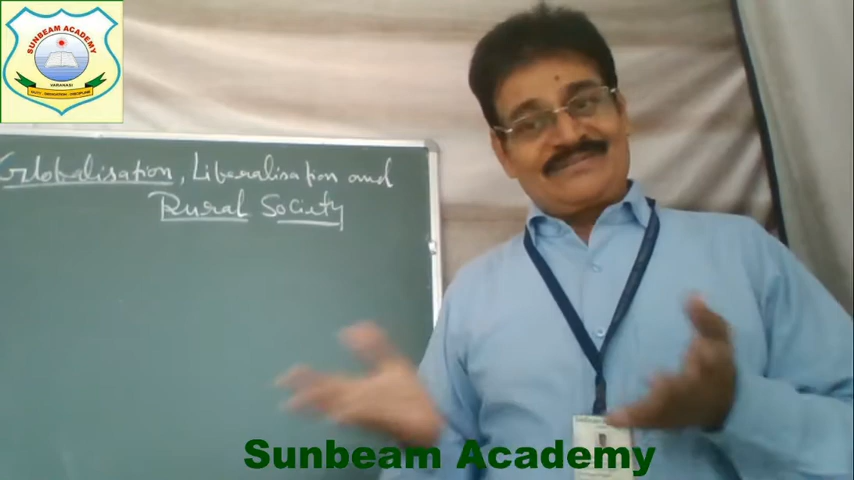 SUNBEAM ACADEMY
VARANASI
Globalisation, Liberalisation and
Rural Society
Sunbeam Academy